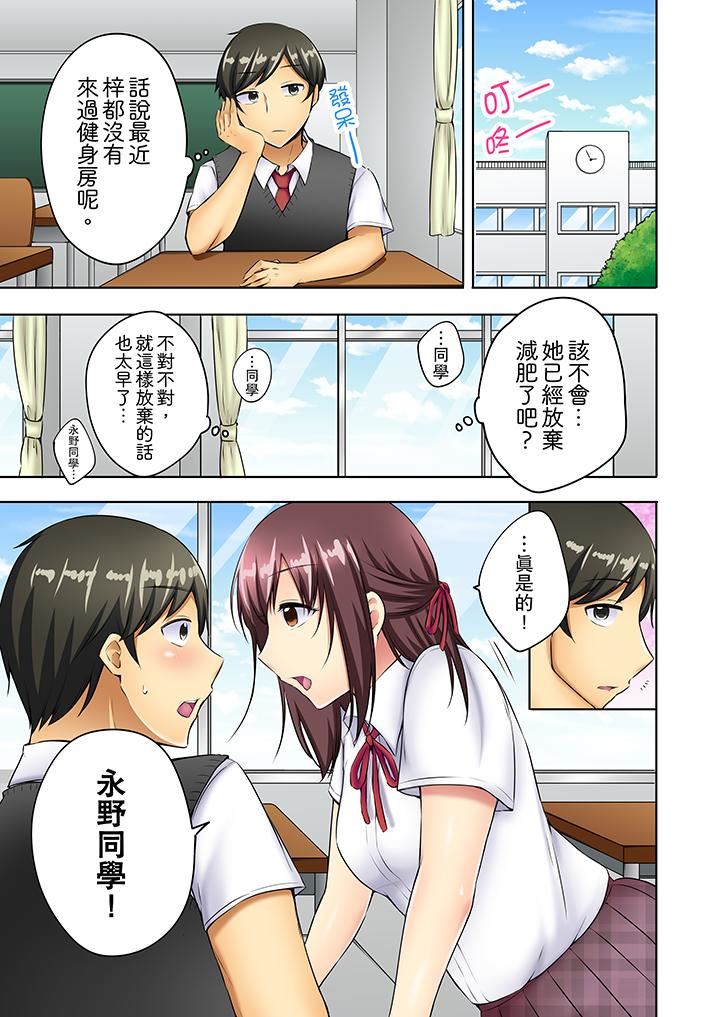 叮ー
咚ー
發呆ー
話說最近
梓都沒有
來過健身房呢。
該不會…
她已經放棄
減肥了吧？
…同學
…同學
不對不對，
就這樣放棄的話
也太早了…
永野同學…
…真是的！
永野同學！